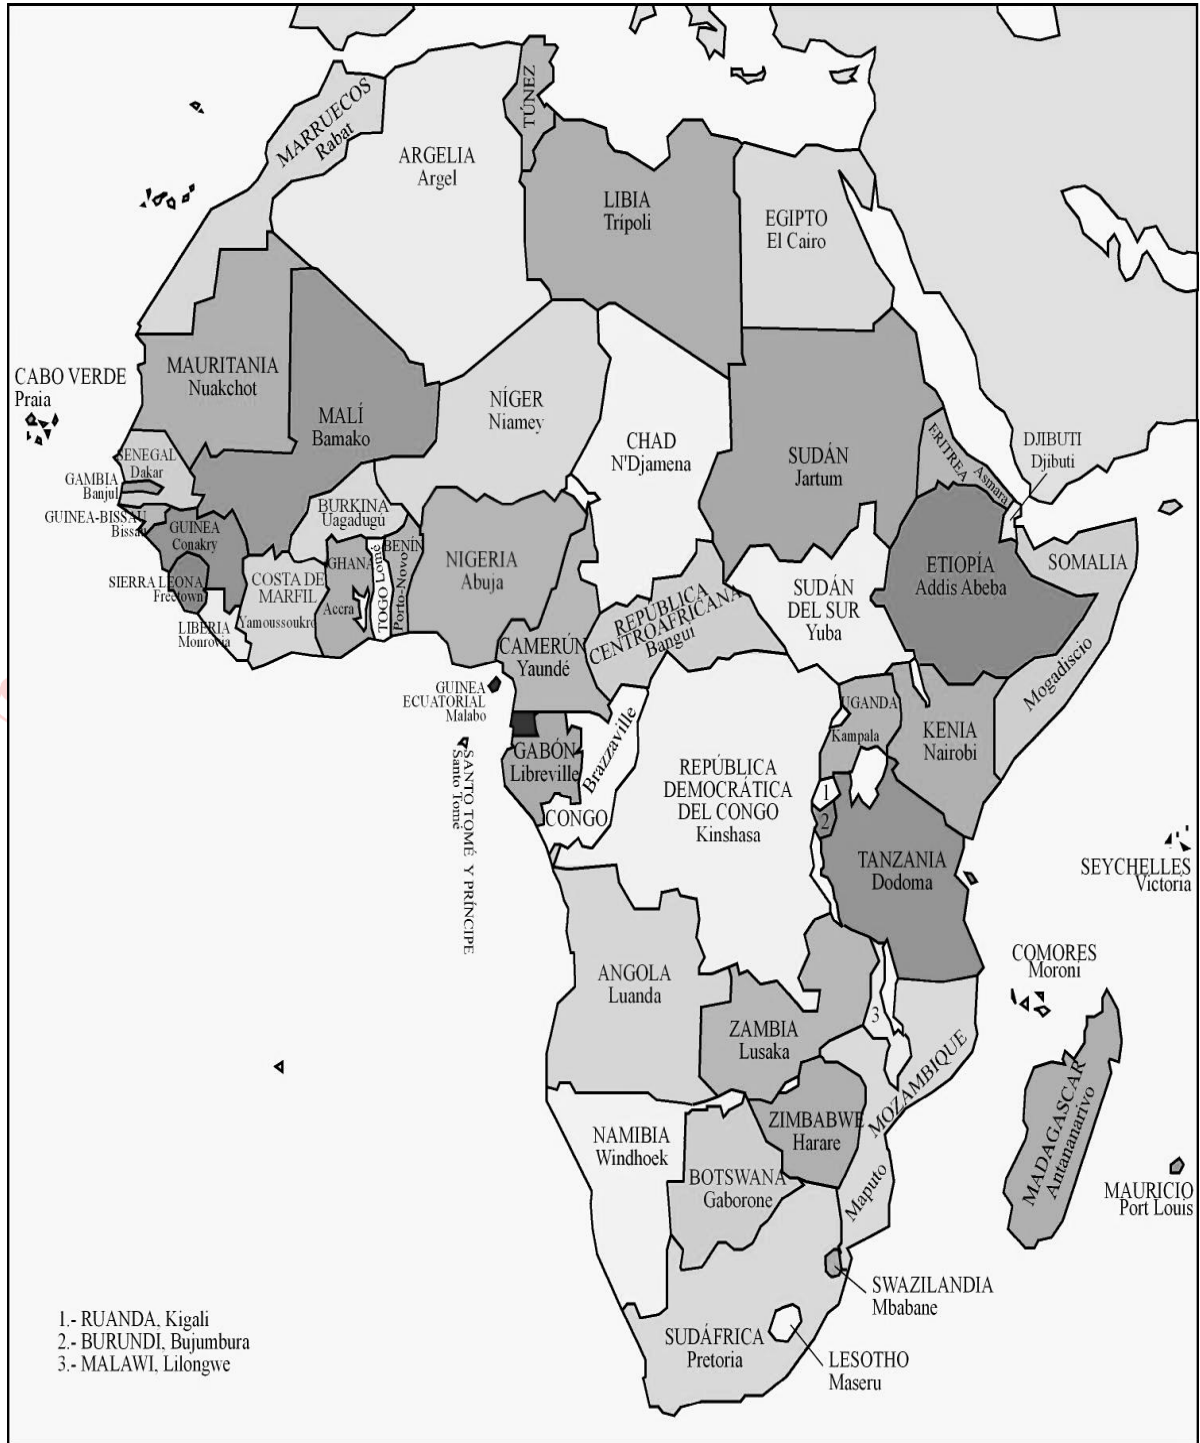 MARRUECOS
Rabat
ARGELIA
Argel
TÚNEZ
LIBIA
Trípoli
EGIPTO
El Cairo
CABO VERDE
Praia
MAURITANIA
Nuakchot
MALÍ
Bamako
NÍGER
Niamey
CHAD
N'Djamena
SUDÁN
Jartum
ERITREA
Asmara
DJIBUTI
Djibuti
SENEGAL
Dakar
GAMBIA
Banjul
GUINEA-BISSAU
Bissau
GUINEA
Conakry
SIERRA LEONA
Freetown
LIBERIA
Monrovia
COSTA DE
MARFIL
Yamoussoukro
BURKINA
Uagadugú
GHANA
Accra
TOGO Lomé
BENÍN
Porto-Novo
NIGERIA
Abuja
CAMERÚN
Yaundé
REPÚBLICA
CENTROAFRICANA
Bangui
SUDÁN
DEL SUR
Yuba
ETIOPÍA
Addis Abeba
SOMALIA
Mogadiscio
GUINEA
ECUATORIAL
Malabo
SANTO TOMÉ Y PRÍNCIPE
Santo Tomé
GABÓN
Libreville
CONGO
Brazzaville
REPÚBLICA
DEMOCRÁTICA
DEL CONGO
Kinshasa
UGANDA
Kampala
KENIA
Nairobi
1
2
TANZANIA
Dodoma
SEYCHELLES
Victoria
COMORES
Moroni
ANGOLA
Luanda
ZAMBIA
Lusaka
3
MOZAMBIQUE
Maputo
MADAGASCAR
Antananarivo
MAURICIO
Port Louis
NAMIBIA
Windhoek
BOTSWANA
Gaborone
ZIMBABWE
Harare
SWAZILANDIA
Mbabane
SUDÁFRICA
Pretoria
LESOTHO
Maseru
1.- RUANDA, Kigali
2.- BURUNDI, Bujumbura
3.- MALAWI, Lilongwe